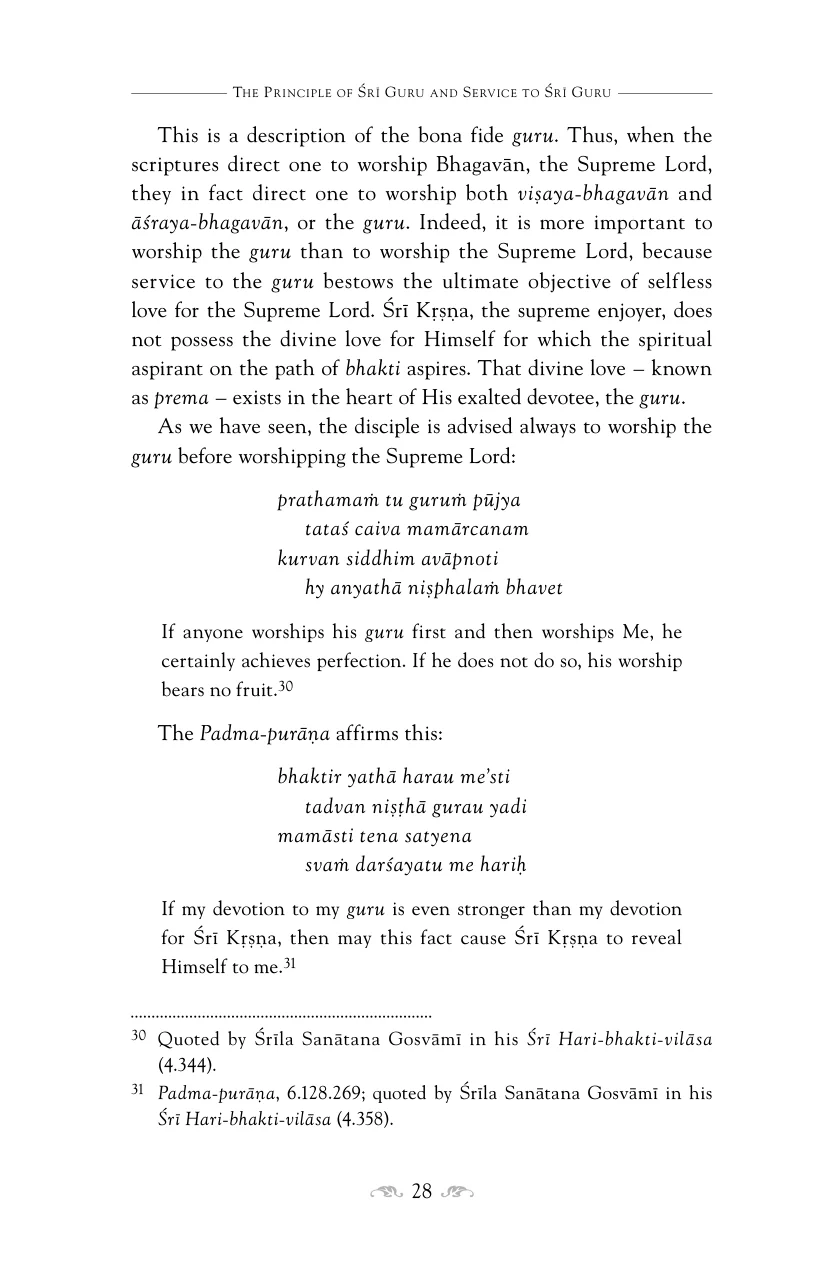 The Principle of Śrī Guru and Service to Śrī Guru
This is a description of the bona fide guru. Thus, when the
scriptures direct one to worship Bhagavān, the Supreme Lord,
they in fact direct one to worship both viṣaya-bhagavān and
āśraya-bhagavān, or the guru. Indeed, it is more important to
worship the guru than to worship the Supreme Lord, because
service to the guru bestows the ultimate objective of selfless
love for the Supreme Lord. Śrī Kṛṣṇa, the supreme enjoyer, does
not possess the divine love for Himself for which the spiritual
aspirant on the path of bhakti aspires. That divine love – known
as prema – exists in the heart of His exalted devotee, the guru.
As we have seen, the disciple is advised always to worship the
guru before worshipping the Supreme Lord:
prathamaṁ tu guruṁ pūjya
tataś caiva mamārcanam
kurvan siddhim avāpnoti
hy anyathā niṣphalaṁ bhavet
If anyone worships his guru first and then worships Me, he
certainly achieves perfection. If he does not do so, his worship
bears no fruit.30
The Padma-purāṇa affirms this:
bhaktir yathā harau me’sti
tadvan niṣṭhā gurau yadi
mamāsti tena satyena
svaṁ darśayatu me hariḥ
If my devotion to my guru is even stronger than my devotion
for Śrī Kṛṣṇa, then may this fact cause Śrī Kṛṣṇa to reveal
Himself to me.31
30 Quoted by Śrīla Sanātana Gosvāmī in his Śrī Hari-bhakti-vilāsa
(4.344).
31 Padma-purāṇa, 6.128.269; quoted by Śrīla Sanātana Gosvāmī in his
Śrī Hari-bhakti-vilāsa (4.358).
28